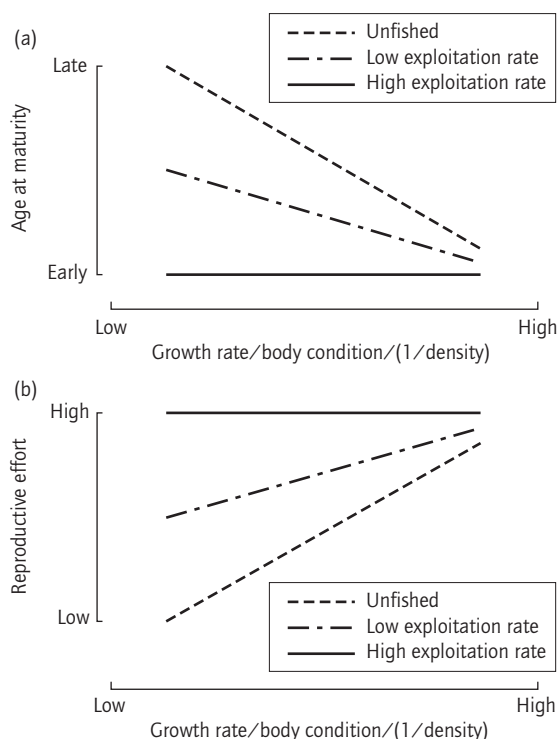 (a)
Unfished
Low exploitation rate
High exploitation rate
Late
Age at maturity
Early
Low
High
Growth rate/body condition/(1/density)
(b)
High
Reproductive effort
Low
Unfished
Low exploitation rate
High exploitation rate
Low
High
Growth rate/body condition/(1/density)